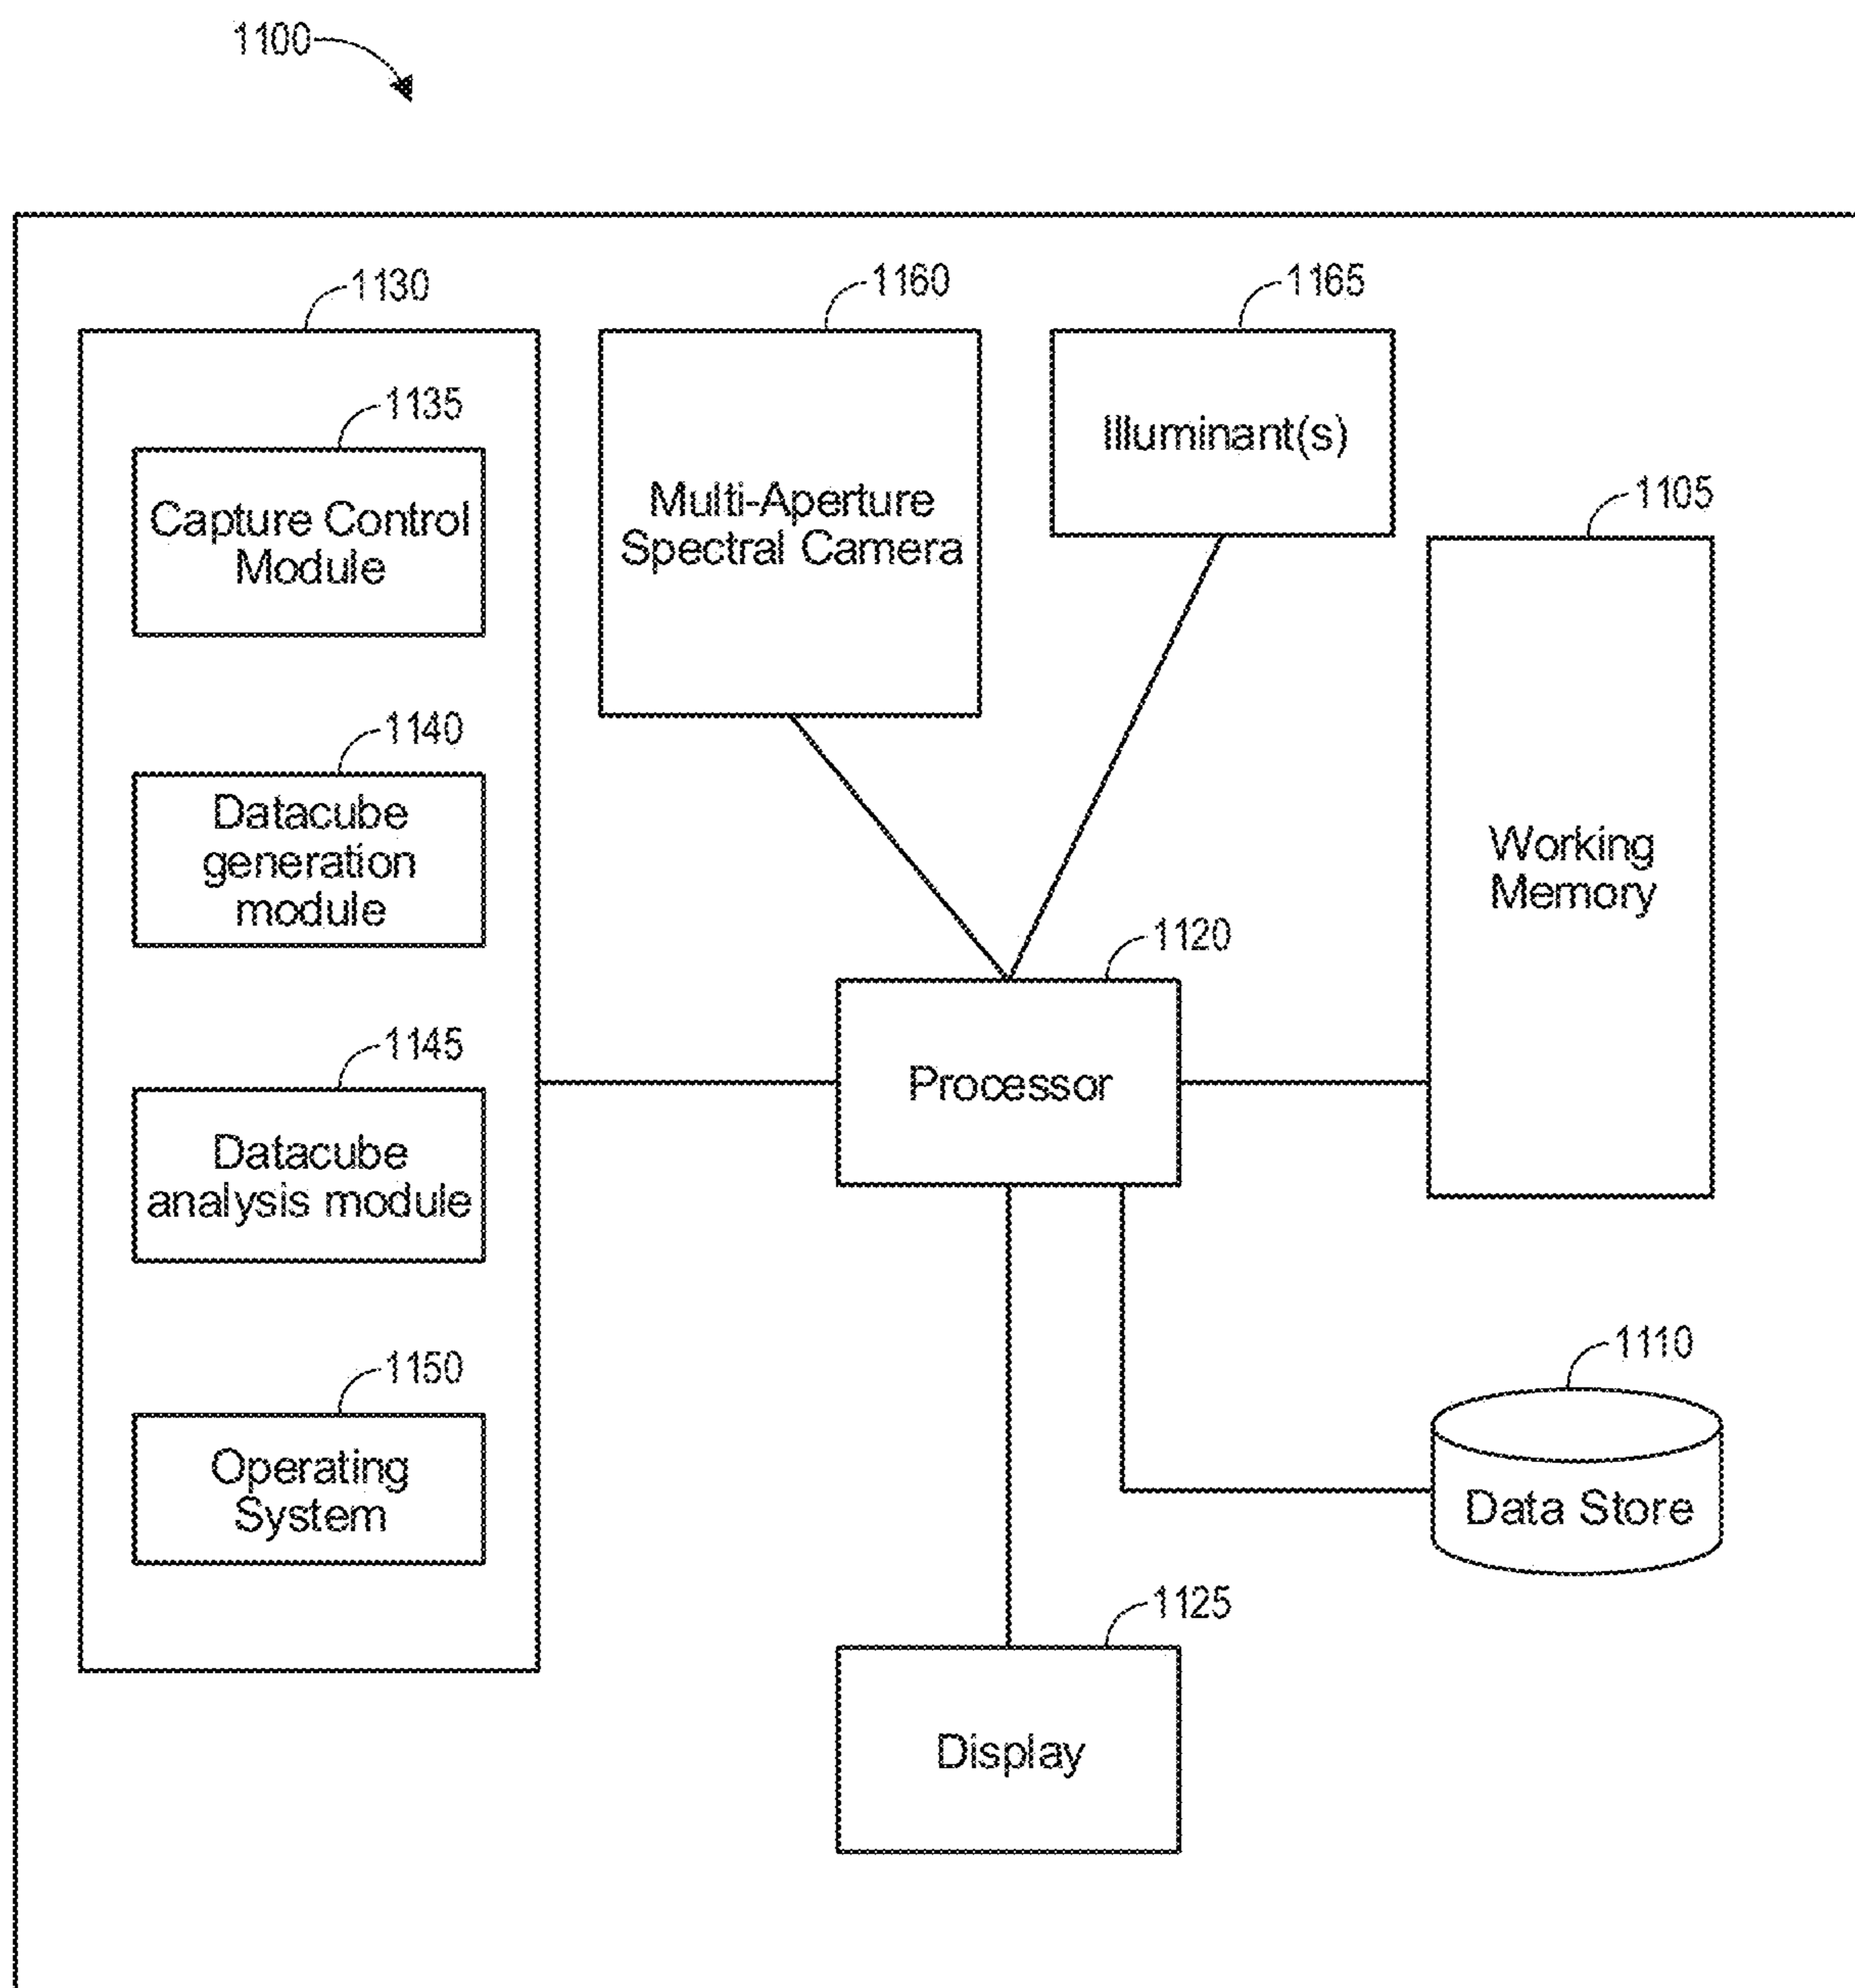 1100
1130
1160
1165
1135
Capture Control
Module
Multi-Aperture
Spectral Camera
Illuminant(s)
1105
1140
Datacube
generation
module
Working
Memory
1120
Processor
1145
Datacube
analysis module
1110
Data Store
1150
Operating
System
1125
Display